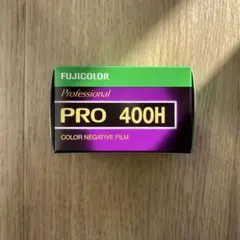 FUJICOLOR
Professional
PRO 400H
COLOR NEGATIVE FILM